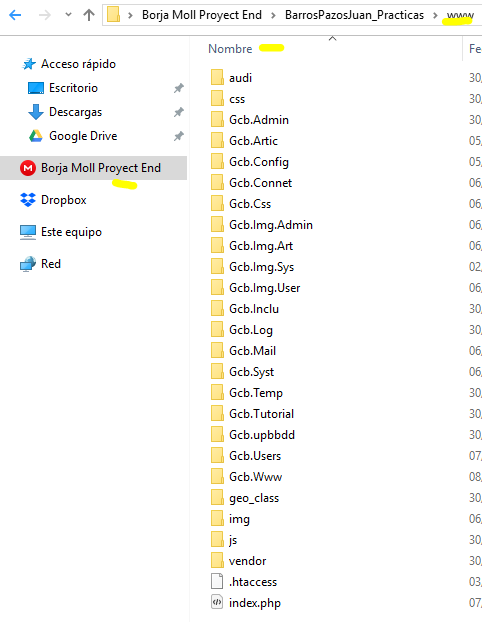 Borja Moll Proyect End > BarrosPazosJuan_Practicas > www
Nombre
Fe
Acceso rápido
Escritorio
Descargas
Google Drive
Borja Moll Proyect End
Dropbox
Este equipo
Red
audi 30,
css 30,
Gcb.Admin 30,
Gcb.Artic 05,
Gcb.Config 05,
Gcb.Connet 06,
Gcb.Css 06,
Gcb.Img.Admin 06,
Gcb.Img.Art 06,
Gcb.Img.Sys 02,
Gcb.Img.User 06,
Gcb.Inclu 30,
Gcb.Log 30,
Gcb.Mail 06,
Gcb.Syst 06,
Gcb.Temp 30,
Gcb.Tutorial 30,
Gcb.upbbdd 30,
Gcb.Users 07,
Gcb.Www 08,
geo_class 30,
img 06,
js 30,
vendor 30,
.htaccess 03,
index.php 07,